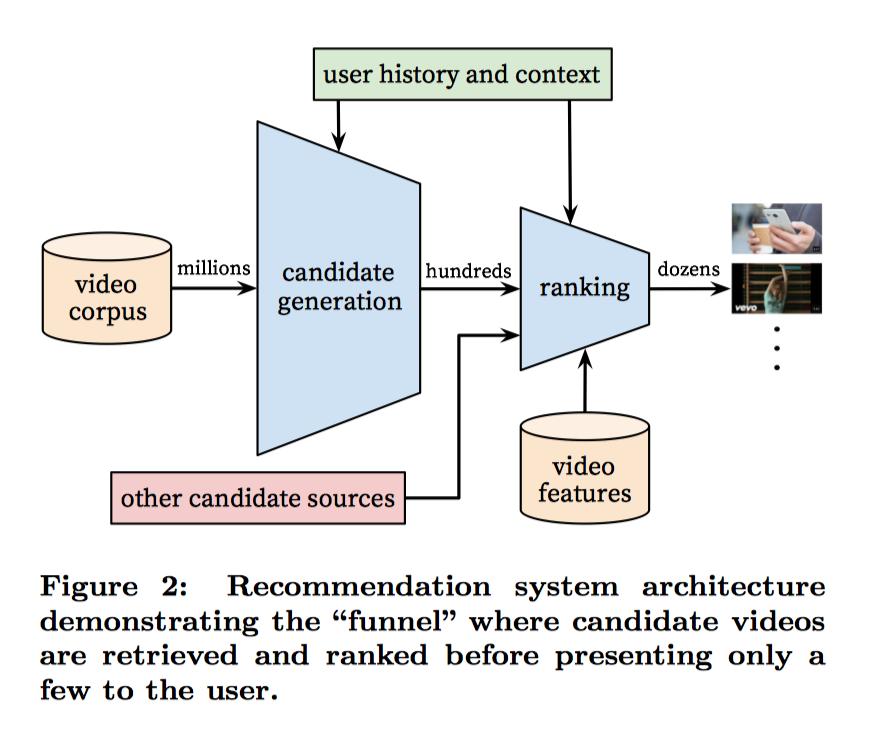 user history and context
millions
video
corpus
candidate
generation
hundreds
ranking
dozens
vevo
other candidate sources
video
features
Figure 2: Recommendation system architecture
demonstrating the “funnel” where candidate videos
are retrieved and ranked before presenting only a
few to the user.